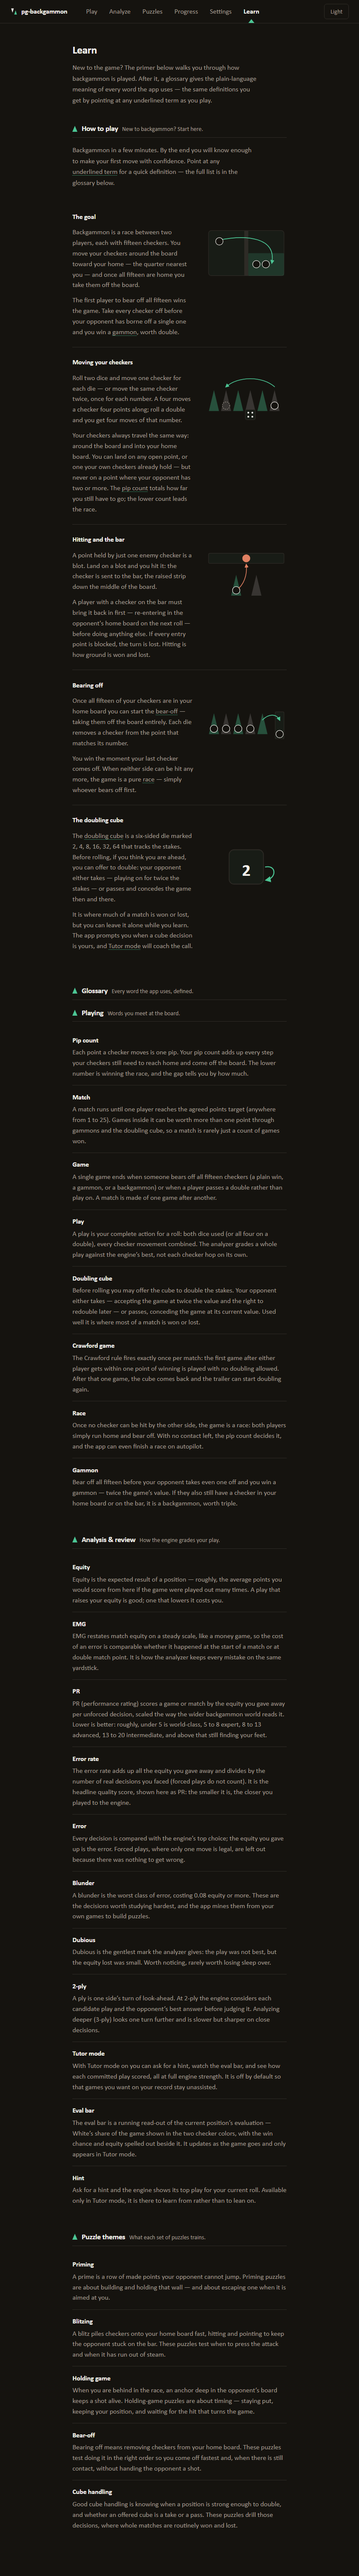 pg-backgammon
Play
Analyze
Puzzles
Progress
Settings
Learn
Light
Learn
New to the game? The primer below walks you through how
backgammon is played. After it, a glossary gives the plain-language
meaning of every word the app uses — the same definitions you
get by pointing at any underlined term as you play.
How to play New to backgammon? Start here.
Backgammon in a few minutes. By the end you will know enough
to make your first move with confidence. Point at any
underlined term for a quick definition — the full list is in the
glossary below.
The goal
Backgammon is a race between two
players, each with fifteen checkers. You
move your checkers around the board
toward your home — the quarter nearest
you — and once all fifteen are home you
take them off the board.
The first player to bear off all fifteen wins
the game. Take every checker off before
your opponent has borne off a single one
and you win a gammon, worth double.
Moving your checkers
Roll two dice and move one checker for
each die — or move the same checker
twice, once for each number. A four moves
a checker four points along; roll a double
and you get four moves of that number.
Your checkers always travel the same way:
around the board and into your home
board. You can land on any open point, or
one your own checkers already hold — but
never on a point where your opponent has
two or more. The pip count totals how far
you still have to go; the lower count leads
the race.
Hitting and the bar
A point held by just one enemy checker is a
blot. Land on a blot and you hit it: the
checker is sent to the bar, the raised strip
down the middle of the board.
A player with a checker on the bar must
bring it back in first — re-entering in the
opponent's home board on the next roll —
before doing anything else. If every entry
point is blocked, the turn is lost. Hitting is
how ground is won and lost.
Bearing off
Once all fifteen of your checkers are in your
home board you can start the bear-off —
taking them off the board entirely. Each die
removes a checker from the point that
matches its number.
You win the moment your last checker
comes off. When neither side can be hit any
more, the game is a pure race — simply
whoever bears off first.
The doubling cube
The doubling cube is a six-sided die marked
2, 4, 8, 16, 32, 64 that tracks the stakes.
Before rolling, if you think you are ahead,
you can offer to double: your opponent
either takes — playing on for twice the
stakes — or passes and concedes the game
then and there.
It is where much of a match is won or lost,
but you can leave it alone while you learn.
The app prompts you when a cube decision
is yours, and Tutor mode will coach the call.
2
Glossary Every word the app uses, defined.
Playing Words you meet at the board.
Pip count
Each point a checker moves is one pip. Your pip count adds up every step
your checkers still need to reach home and come off the board. The lower
number is winning the race, and the gap tells you by how much.
Match
A match runs until one player reaches the agreed points target (anywhere
from 1 to 25). Games inside it can be worth more than one point through
gammons and the doubling cube, so a match is rarely just a count of games
won.
Game
A single game ends when someone bears off all fifteen checkers (a plain win,
a gammon, or a backgammon) or when a player passes a double rather than
play on. A match is made of one game after another.
Play
A play is your complete action for a roll: both dice used (or all four on a
double), every checker movement combined. The analyzer grades a whole
play against the engine's best, not each checker hop on its own.
Doubling cube
Before rolling you may offer the cube to double the stakes. Your opponent
either takes — accepting the game at twice the value and the right to
redouble later — or passes, conceding the game at its current value. Used
well it is where most of a match is won or lost.
Crawford game
The Crawford rule fires exactly once per match: the first game after either
player gets within one point of winning is played with no doubling allowed.
After that one game, the cube comes back and the trailer can start doubling
again.
Race
Once no checker can be hit by the other side, the game is a race: both players
simply run home and bear off. With no contact left, the pip count decides it,
and the app can even finish a race on autopilot.
Gammon
Bear off all fifteen before your opponent takes even one off and you win a
gammon — twice the game's value. If they also still have a checker in your
home board or on the bar, it is a backgammon, worth triple.
Analysis & review How the engine grades your play.
Equity
Equity is the expected result of a position — roughly, the average points you
would score from here if the game were played out many times. A play that
raises your equity is good; one that lowers it costs you.
EMG
EMG restates match equity on a steady scale, like a money game, so the cost
of an error is comparable whether it happened at the start of a match or at
double match point. It is how the analyzer keeps every mistake on the same
yardstick.
PR
PR (performance rating) scores a game or match by the equity you gave away
per unforced decision, scaled the way the wider backgammon world reads it.
Lower is better: roughly, under 5 is world-class, 5 to 8 expert, 8 to 13
advanced, 13 to 20 intermediate, and above that still finding your feet.
Error rate
The error rate adds up all the equity you gave away and divides by the
number of real decisions you faced (forced plays do not count). It is the
headline quality score, shown here as PR: the smaller it is, the closer you
played to the engine.
Error
Every decision is compared with the engine's top choice; the equity you gave
up is the error. Forced plays, where only one move is legal, are left out
because there was nothing to get wrong.
Blunder
A blunder is the worst class of error, costing 0.08 equity or more. These are
the decisions worth studying hardest, and the app mines them from your
own games to build puzzles.
Dubious
Dubious is the gentlest mark the analyzer gives: the play was not best, but
the equity lost was small. Worth noticing, rarely worth losing sleep over.
2-ply
A ply is one side's turn of look-ahead. At 2-ply the engine considers each
candidate play and the opponent's best answer before judging it. Analyzing
deeper (3-ply) looks one turn further and is slower but sharper on close
decisions.
Tutor mode
With Tutor mode on you can ask for a hint, watch the eval bar, and see how
each committed play scored, all at full engine strength. It is off by default so
that games you want on your record stay unassisted.
Eval bar
The eval bar is a running read-out of the current position's evaluation —
White's share of the game shown in the two checker colors, with the win
chance and equity spelled out beside it. It updates as the game goes and only
appears in Tutor mode.
Hint
Ask for a hint and the engine shows its top play for your current roll. Available
only in Tutor mode, it is there to learn from rather than to lean on.
Puzzle themes What each set of puzzles trains.
Priming
A prime is a row of made points your opponent cannot jump. Priming puzzles
are about building and holding that wall — and about escaping one when it is
aimed at you.
Blitzing
A blitz piles checkers onto your home board fast, hitting and pointing to keep
the opponent stuck on the bar. These puzzles test when to press the attack
and when it has run out of steam.
Holding game
When you are behind in the race, an anchor deep in the opponent's board
keeps a shot alive. Holding-game puzzles are about timing — staying put,
keeping your position, and waiting for the hit that turns the game.
Bear-off
Bearing off means removing checkers from your home board. These puzzles
test doing it in the right order so you come off fastest and, when there is still
contact, without handing the opponent a shot.
Cube handling
Good cube handling is knowing when a position is strong enough to double,
and whether an offered cube is a take or a pass. These puzzles drill those
decisions, where whole matches are routinely won and lost.